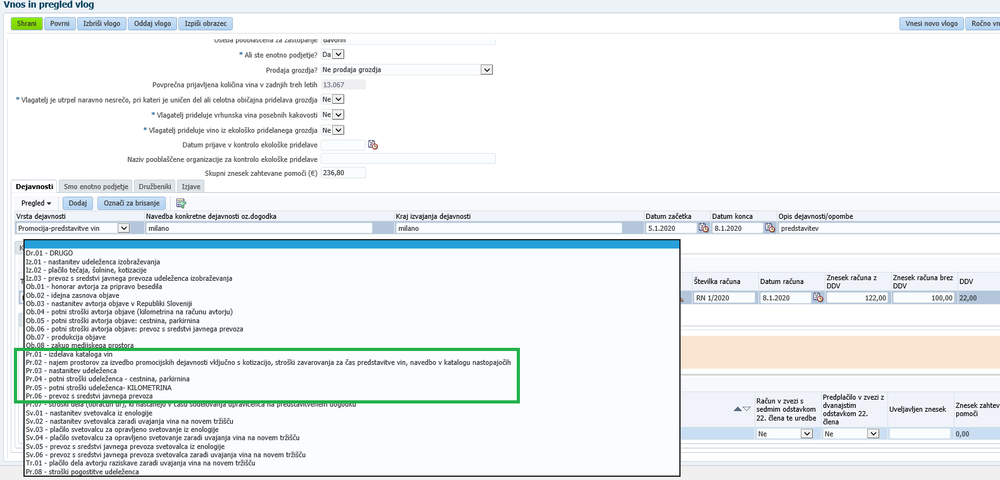 Vnos in pregled vlog
Shrani Povrni Izbriši vlogo Oddaj vlogo Izpiši obrazec Vnesi novo vlogo Ročno vn
Oseba pooblaščena za zastopanje davorin
* Ali ste enotno podjetje? Da
Prodaja grozdja? Ne prodaja grozdja
Povprečna prijavljena količina vina v zadnjih treh letih 13.067
* Vlagatelj je utrpel naravno nesrečo, pri kateri je uničen del ali celotna običajna pridelava grozdja Ne
* Vlagatelj prideluje vrhunska vina posebnih kakovosti Ne
* Vlagatelj prideluje vino iz ekološko pridelanega grozdja Ne
Datum prijave v kontrolo ekološke pridelave
Naziv pooblaščene organizacije za kontrolo ekološke pridelave
Skupni znesek zahtevane pomoči (€) 236,80
Dejavnosti Smo enotno podjetje Družbeniki Izjave
Pregled Dodaj Označi za brisanje
Vrsta dejavnosti Navedba konkretne dejavnosti oz.dogodka Kraj izvajanja dejavnosti Datum začetka Datum konca Opis dejavnosti/opombe
Promocija-predstavitve vin milano milano 5.1.2020 8.1.2020 predstavitev
K
Dr.01 - DRUGO
Iz.01 - nastanitev udeleženca izobraževanja
Iz.02 - plačilo tečaja, šolnine, kotizacije
Iz.03 - prevoz s sredstvi javnega prevoza udeleženca izobraževanja
Ob.01 - honorar avtorja za pripravo besedila
Ob.02 - idejna zasnova objave
Ob.03 - nastanitev avtorja objave v Republiki Sloveniji
Ob.04 - potni stroški avtorja objave (kilometrina na računu avtorju)
Ob.05 - potni stroški avtorja objave: cestnina, parkirnina
Ob.06 - potni stroški avtorja objave: prevoz s sredstvi javnega prevoza
Ob.07 - produkcija objave
Ob.08 - zakup medijskega prostora
Pr.01 - izdelava kataloga vin
Pr.02 - najem prostorov za izvedbo promocijskih dejavnosti vključno s kotizacijo, stroški zavarovanja za čas predstavitve vin, navedbo v katalogu nastopajočih
Pr.03 - nastanitev udeleženca
Pr.04 - potni stroški udeleženca - cestnina, parkirnina
Pr.05 - potni stroški udeleženca- KILOMETRINA
Pr.06 - prevoz s sredstvi javnega prevoza
Pr.07 - stroški dela (obračun ur), ki nastanejo v času sodelovanja upravičenca na predstavitvenem dogodku
Sv.01 - nastanitev svetovalca iz enologije
Sv.02 - nastanitev svetovalca zaradi uvajanja vina na novem tržišču
Sv.03 - plačilo svetovalcu za opravljeno svetovanje iz enologije
Sv.04 - plačilo svetovalcu za opravljeno svetovanje zaradi uvajanja vina na novem tržišču
Sv.05 - prevoz s sredstvi javnega prevoza svetovalca iz enologije
Sv.06 - prevoz s sredstvi javnega prevoza svetovalca zaradi uvajanja vina na novem tržišču
Tr.01 - plačilo dela avtorju raziskave zaradi uvajanja vina na novem tržišču
Pr.08 - stroški pogostitve udeleženca
T Številka računa Datum računa Znesek računa z DDV Znesek računa brez DDV DDV
RN 1/2020 8.1.2020 122,00 100,00 22,00
Račun v zvezi s sedmim odstavkom 22. člena te uredbe Predplačilo v zvezi z dvanajstim odstavkom 22. člena Uveljavljen znesek Znesek zahtev pomoči
Ne Ne 0,00